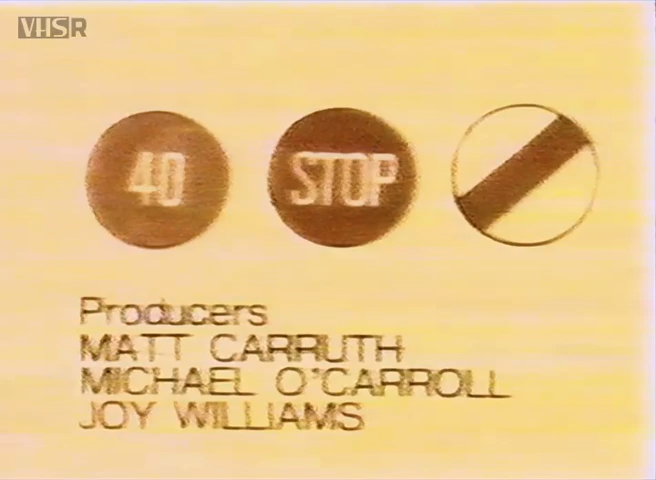 VHSR
40 STOP
Producers
MATT CARRUTH
MICHAEL O'CARROLL
JOY WILLIAMS